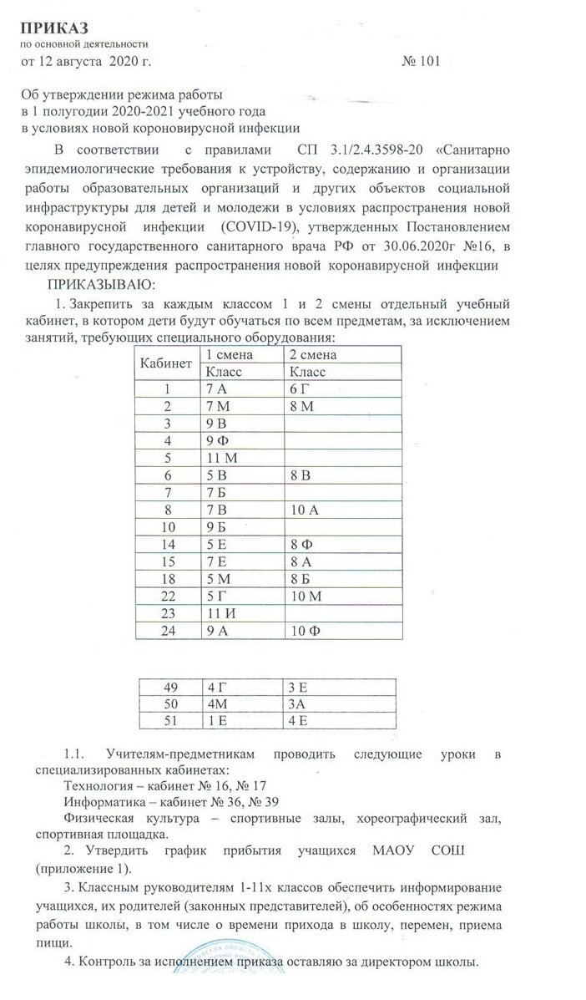 ПРИКАЗ
по основной деятельности
от 12 августа 2020 г. № 101
Об утверждении режима работы
в 1 полугодии 2020-2021 учебного года
в условиях новой короновирусной инфекции
В соответствии с правилами СП 3.1/2.4.3598-20 «Санитарно
эпидемиологические требования к устройству, содержанию и организации
работы образовательных организаций и других объектов социальной
инфраструктуры для детей и молодежи в условиях распространения новой
коронавирусной инфекции (COVID-19), утвержденных Постановлением
главного государственного санитарного врача РФ от 30.06.2020г №16, в
целях предупреждения распространения новой коронавирусной инфекции
ПРИКАЗЫВАЮ:
1. Закрепить за каждым классом 1 и 2 смены отдельный учебный
кабинет, в котором дети будут обучаться по всем предметам, за исключением
занятий, требующих специального оборудования:
Кабинет 1 смена 2 смена
Класс Класс
1 7 А 6 Г
2 7 М 8 М
3 9 В
4 9 Ф
5 11 М
6 5 В 8 В
7 7 Б
8 7 В 10 А
10 9 Б
14 5 Е 8 Ф
15 7 Е 8 А
18 5 М 8 Б
22 5 Г 10 М
23 11 И
24 9 А 10 Ф
49 4 Г 3 Е
50 4М 3А
51 1 Е 4 Е
1.1. Учителям-предметникам проводить следующие уроки в
специализированных кабинетах:
Технология – кабинет № 16, № 17
Информатика – кабинет № 36, № 39
Физическая культура – спортивные залы, хореографический зал,
спортивная площадка.
2. Утвердить график прибытия учащихся МАОУ СОШ
(приложение 1).
3. Классным руководителям 1-11х классов обеспечить информирование
учащихся, их родителей (законных представителей), об особенностях режима
работы школы, в том числе о времени прихода в школу, перемен, приема
пищи.
4. Контроль за исполнением приказа оставляю за директором школы.